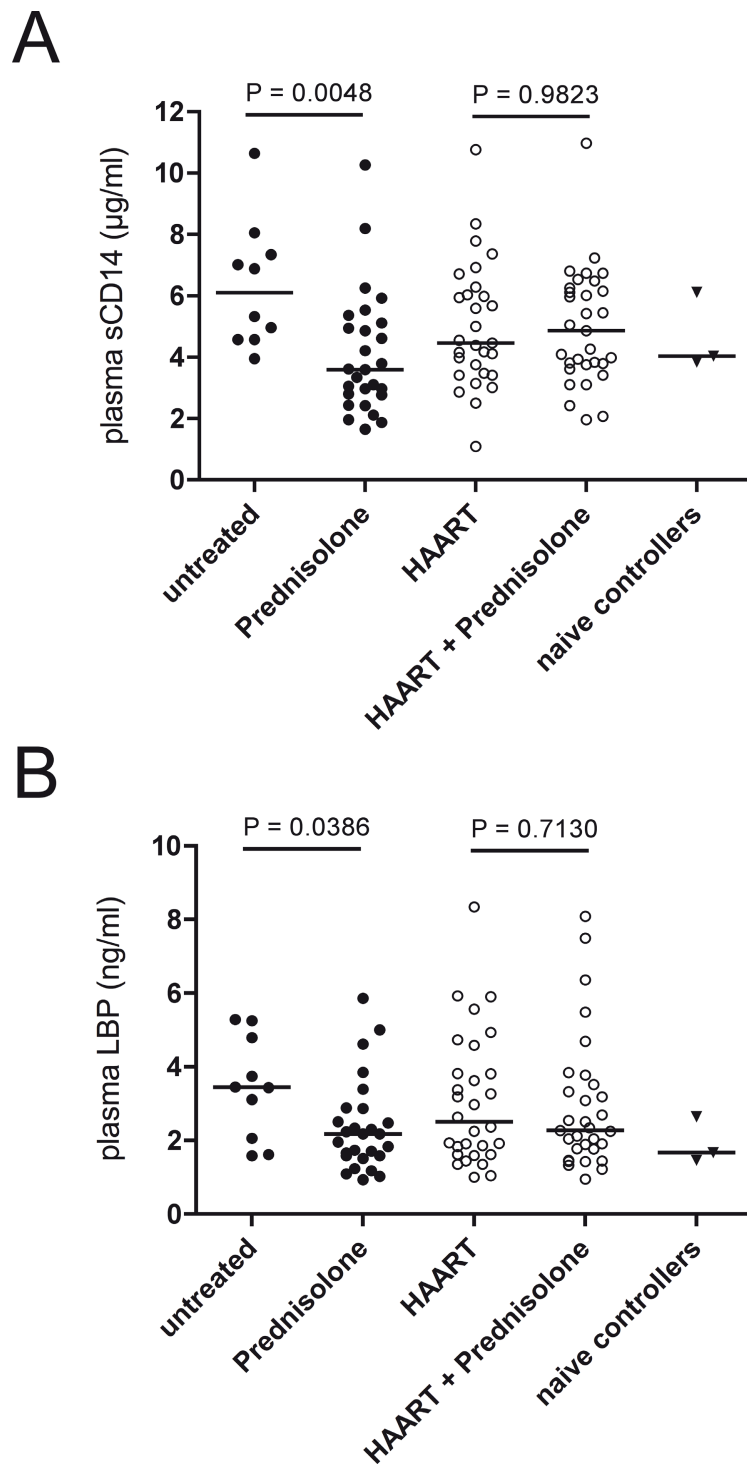 A
P = 0.0048
P = 0.9823
plasma sCD14 (µg/ml)
12
10
8
6
4
2
0
untreated
Prednisolone
HAART
HAART + Prednisolone
naive controllers
B
P = 0.0386
P = 0.7130
plasma LBP (ng/ml)
10
8
6
4
2
0
untreated
Prednisolone
HAART
HAART + Prednisolone
naive controllers